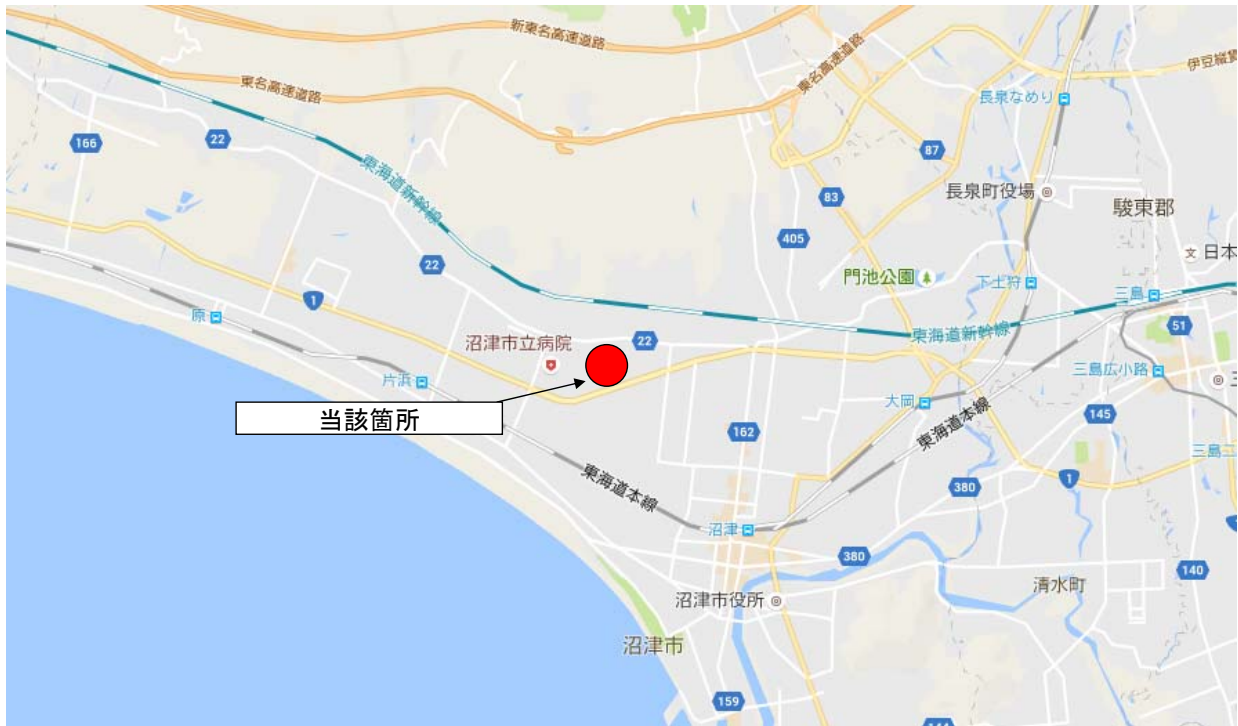 新東名高速道路
東名高速道路
東名高速道路
伊豆縦貫
長泉なめり
166
22
87
東海道新幹線
長泉町役場
83
駿東郡
405
日本
22
門池公園
下土狩
三島
1
原
東海道新幹線
51
沼津市立病院
22
三島広小路
片浜
大岡
当該箇所
145
162
東海道本線
三島二
東海道本線
380
1
沼津
380
140
清水町
沼津市役所
沼津市
159